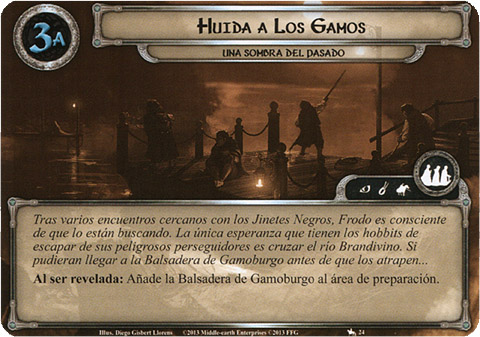 3A
Huida a Los Gamos
una sombra del pasado
Tras varios encuentros cercanos con los Jinetes Negros, Frodo es consciente
de que lo están buscando. La única esperanza que tienen los hobbits de
escapar de sus peligrosos perseguidores es cruzar el río Brandivino. Si
pudieran llegar a la Balsadera de Gamoburgo antes de que los atrapen...
Al ser revelada: Añade la Balsadera de Gamoburgo al área de preparación.
Illus. Diego Gisbert Llorens ©2013 Middle-earth Enterprises ©2013 FFG 24